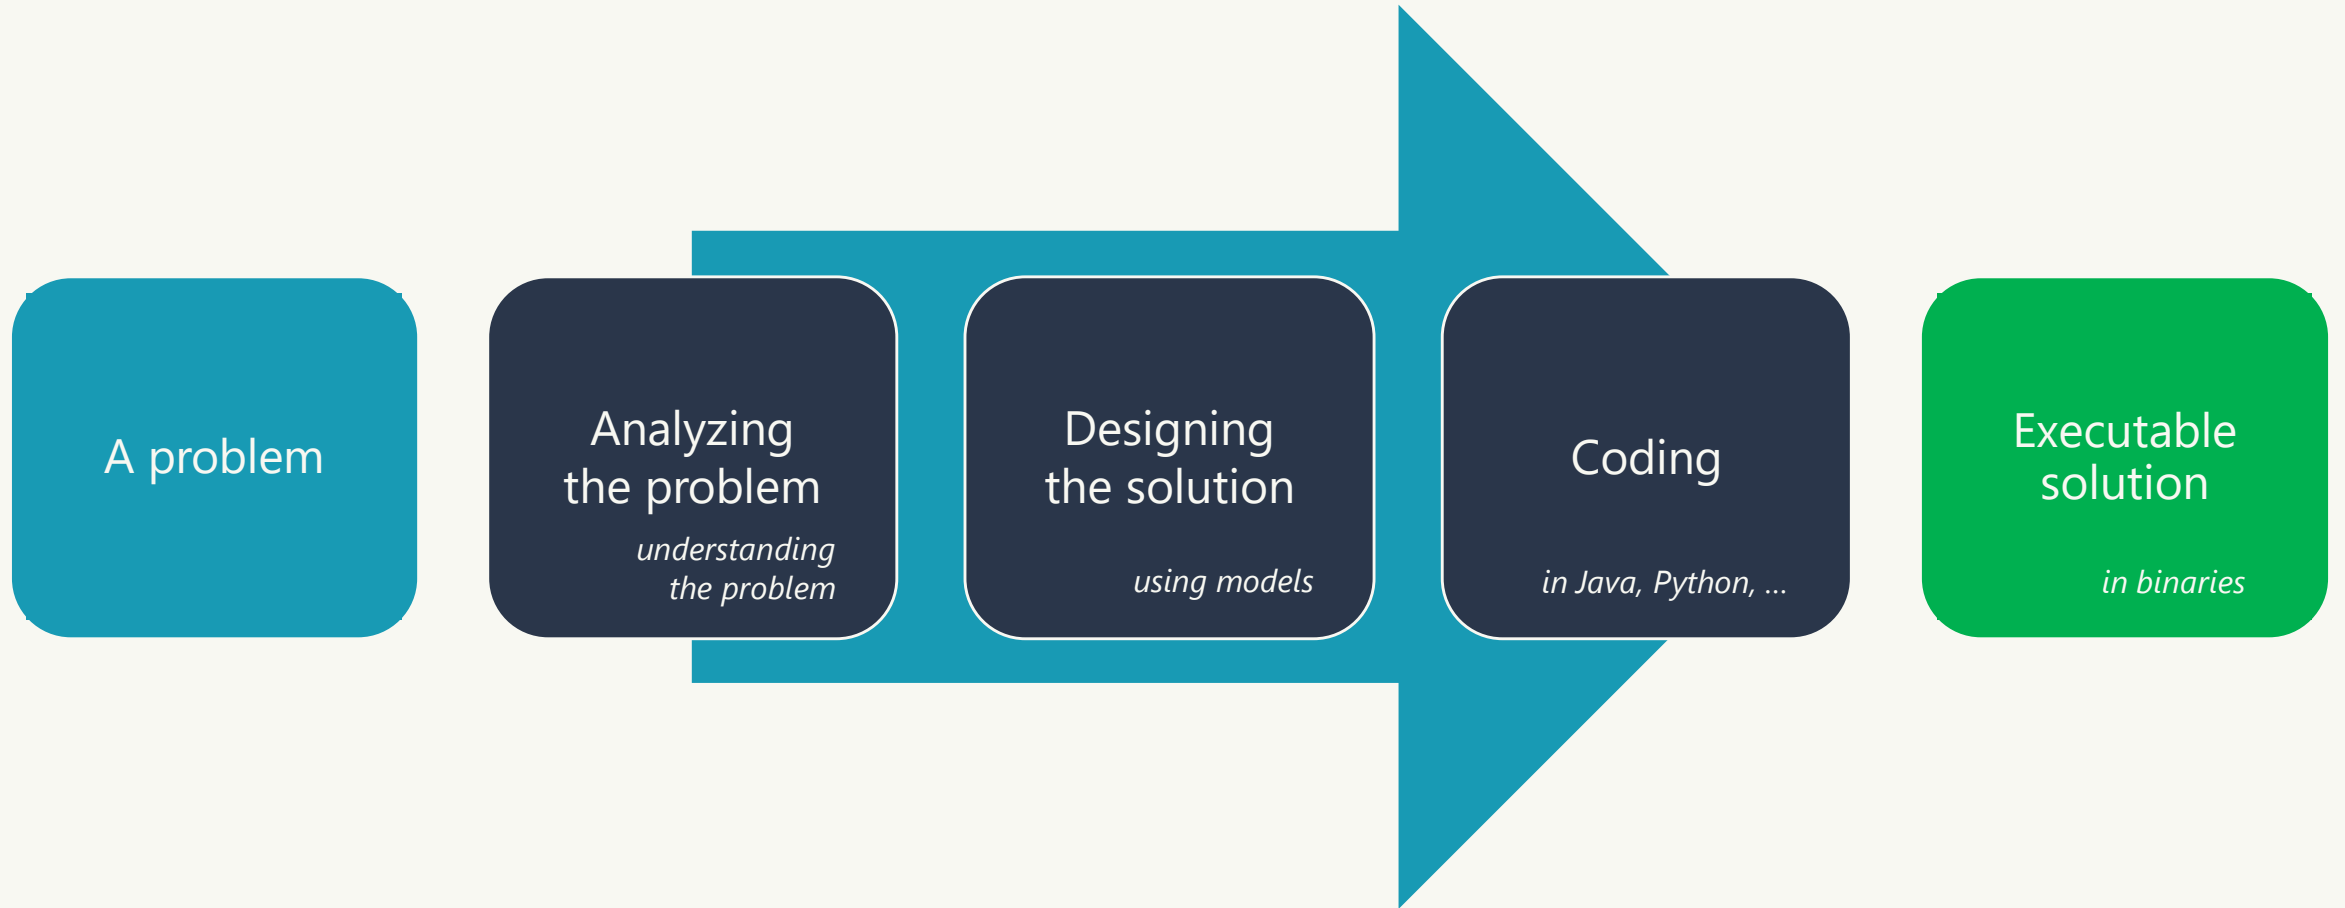 A problem
Analyzing
the problem
understanding
the problem
Designing
the solution
using models
Coding
in Java, Python, ...
Executable
solution
in binaries